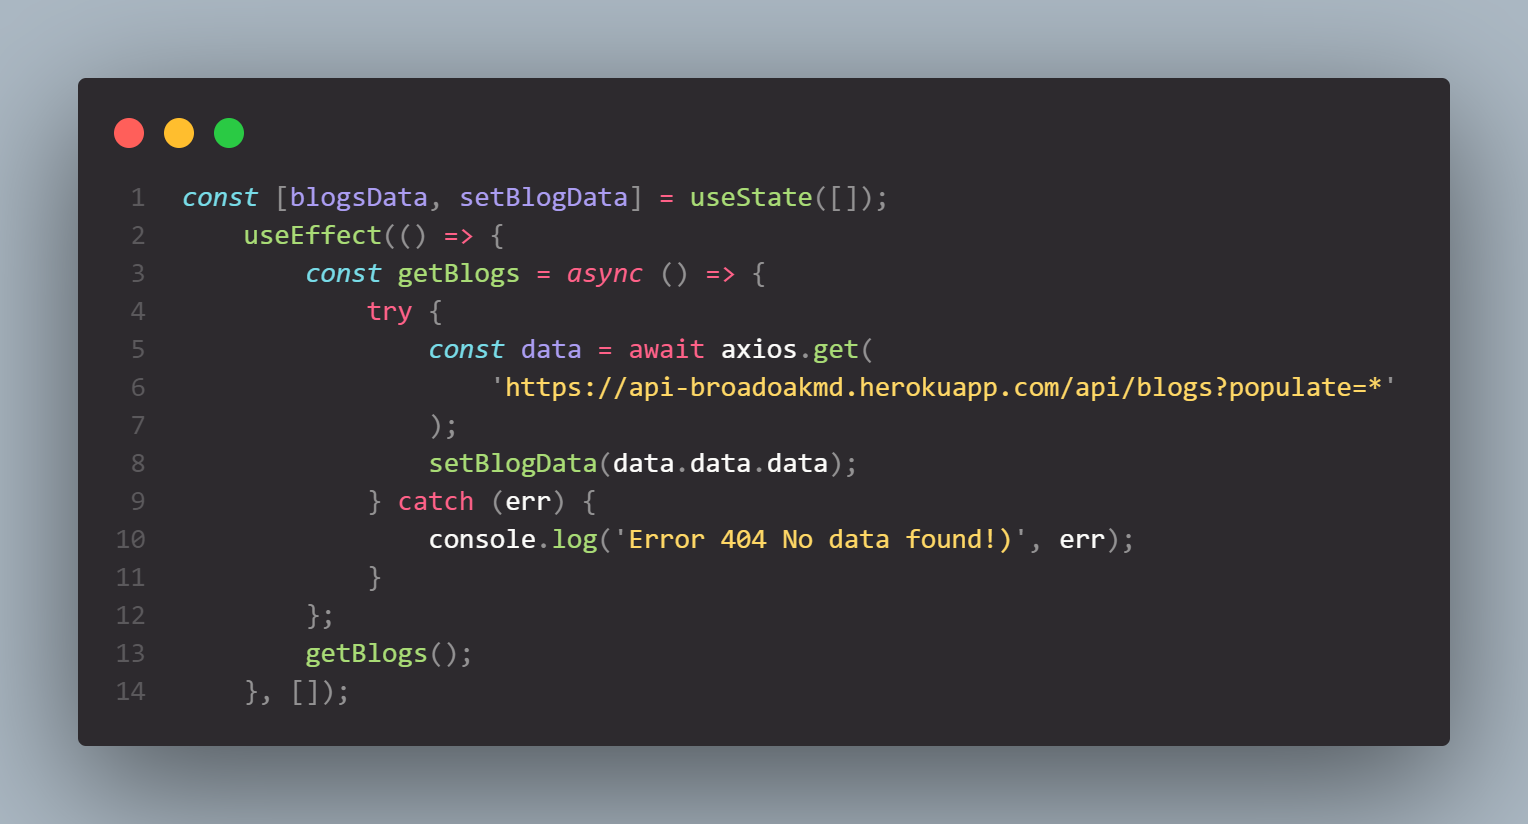 1 const [blogsData, setBlogData] = useState([]);
2     useEffect(() => {
3         const getBlogs = async () => {
4             try {
5                 const data = await axios.get(
6                     'https://api-broadoakmd.herokuapp.com/api/blogs?populate=*'
7                 );
8                 setBlogData(data.data.data);
9             } catch (err) {
10                 console.log('Error 404 No data found!)', err);
11             }
12         };
13         getBlogs();
14     }, []);